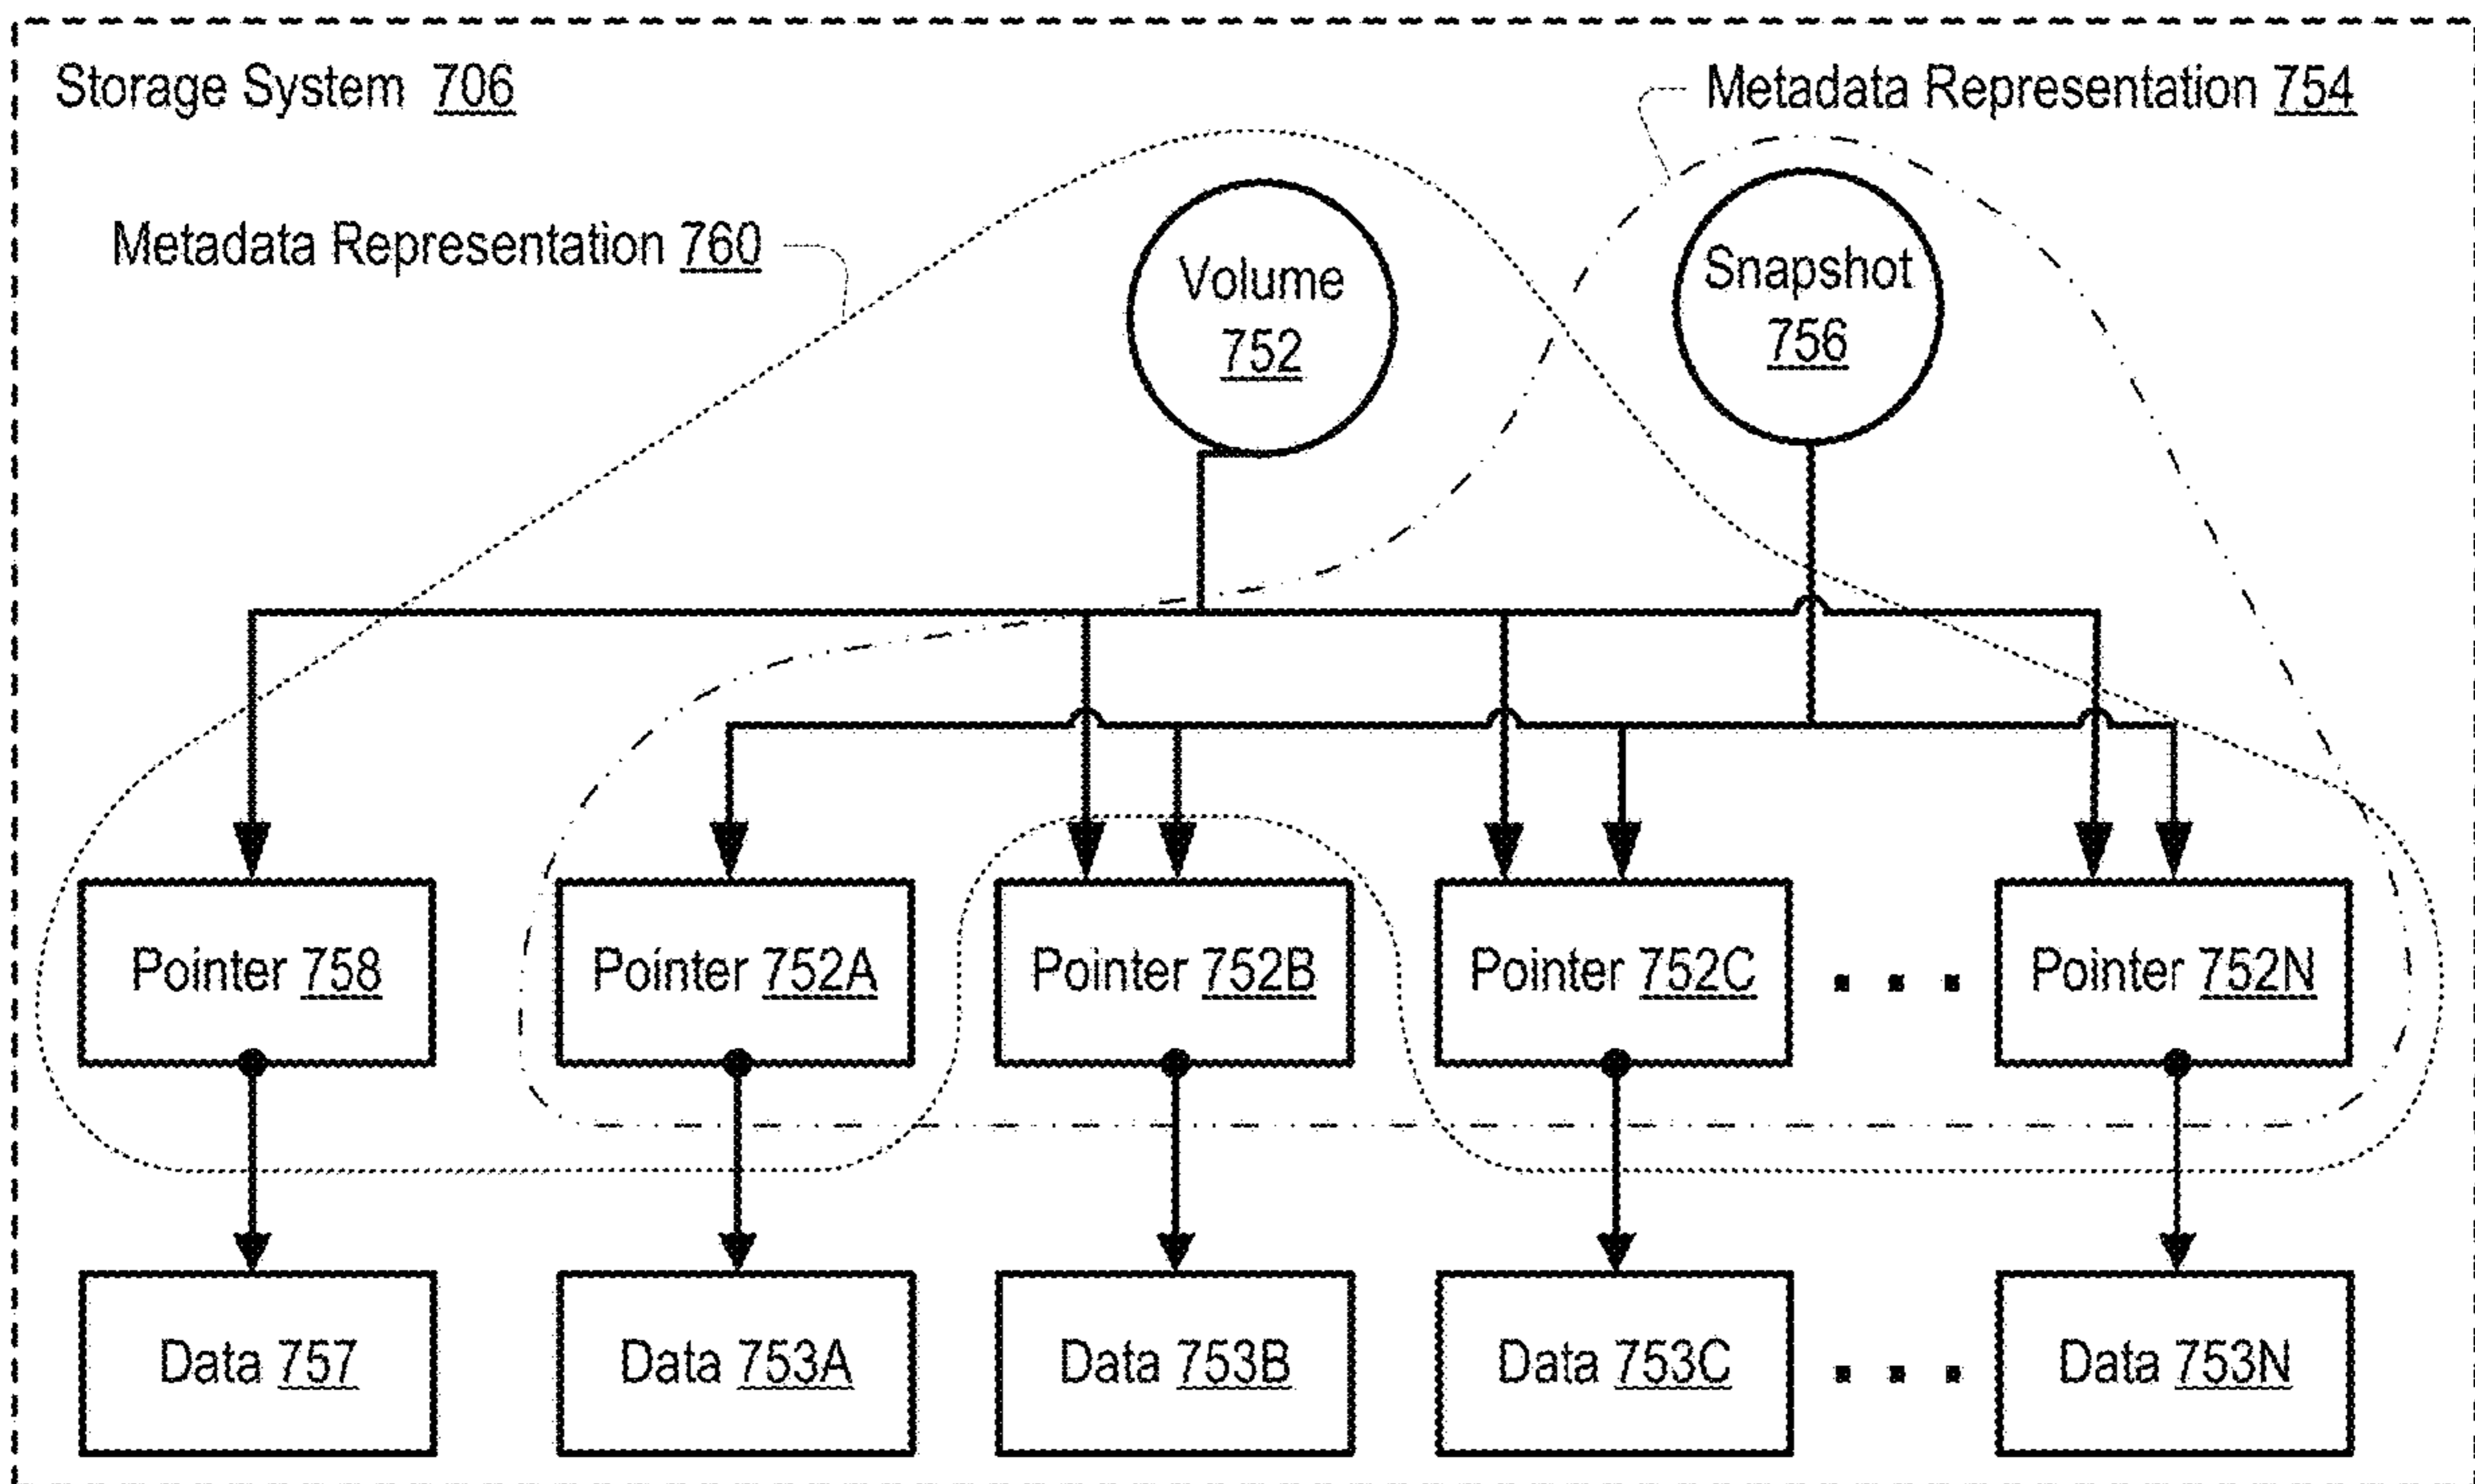 Storage System 706
Metadata Representation 754
Metadata Representation 760
Volume
752
Snapshot
756
Pointer 758
Pointer 752A
Pointer 752B
Pointer 752C
. . .
Pointer 752N
Data 757
Data 753A
Data 753B
Data 753C
. . .
Data 753N